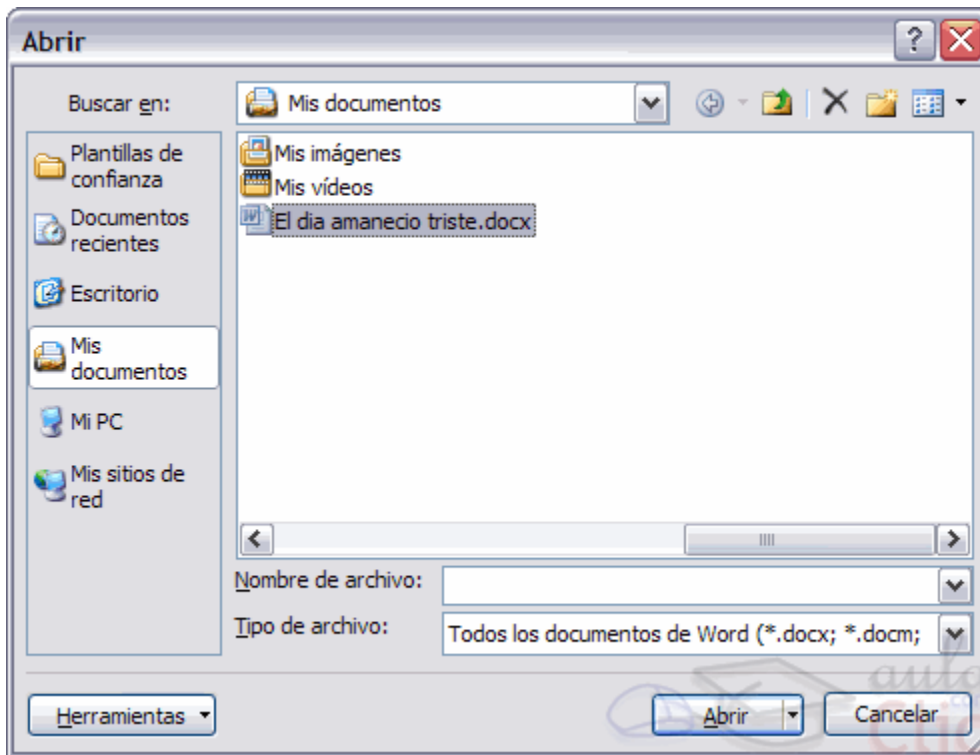 Abrir
Buscar en:
Mis documentos
Plantillas de
confianza
Documentos
recientes
Escritorio
Mis
documentos
Mi PC
Mis sitios de
red
Mis imágenes
Mis vídeos
El dia amanecio triste.docx
Nombre de archivo:
Tipo de archivo:
Todos los documentos de Word (*.docx; *.docm;
Herramientas
Abrir
Cancelar
aula
Clic